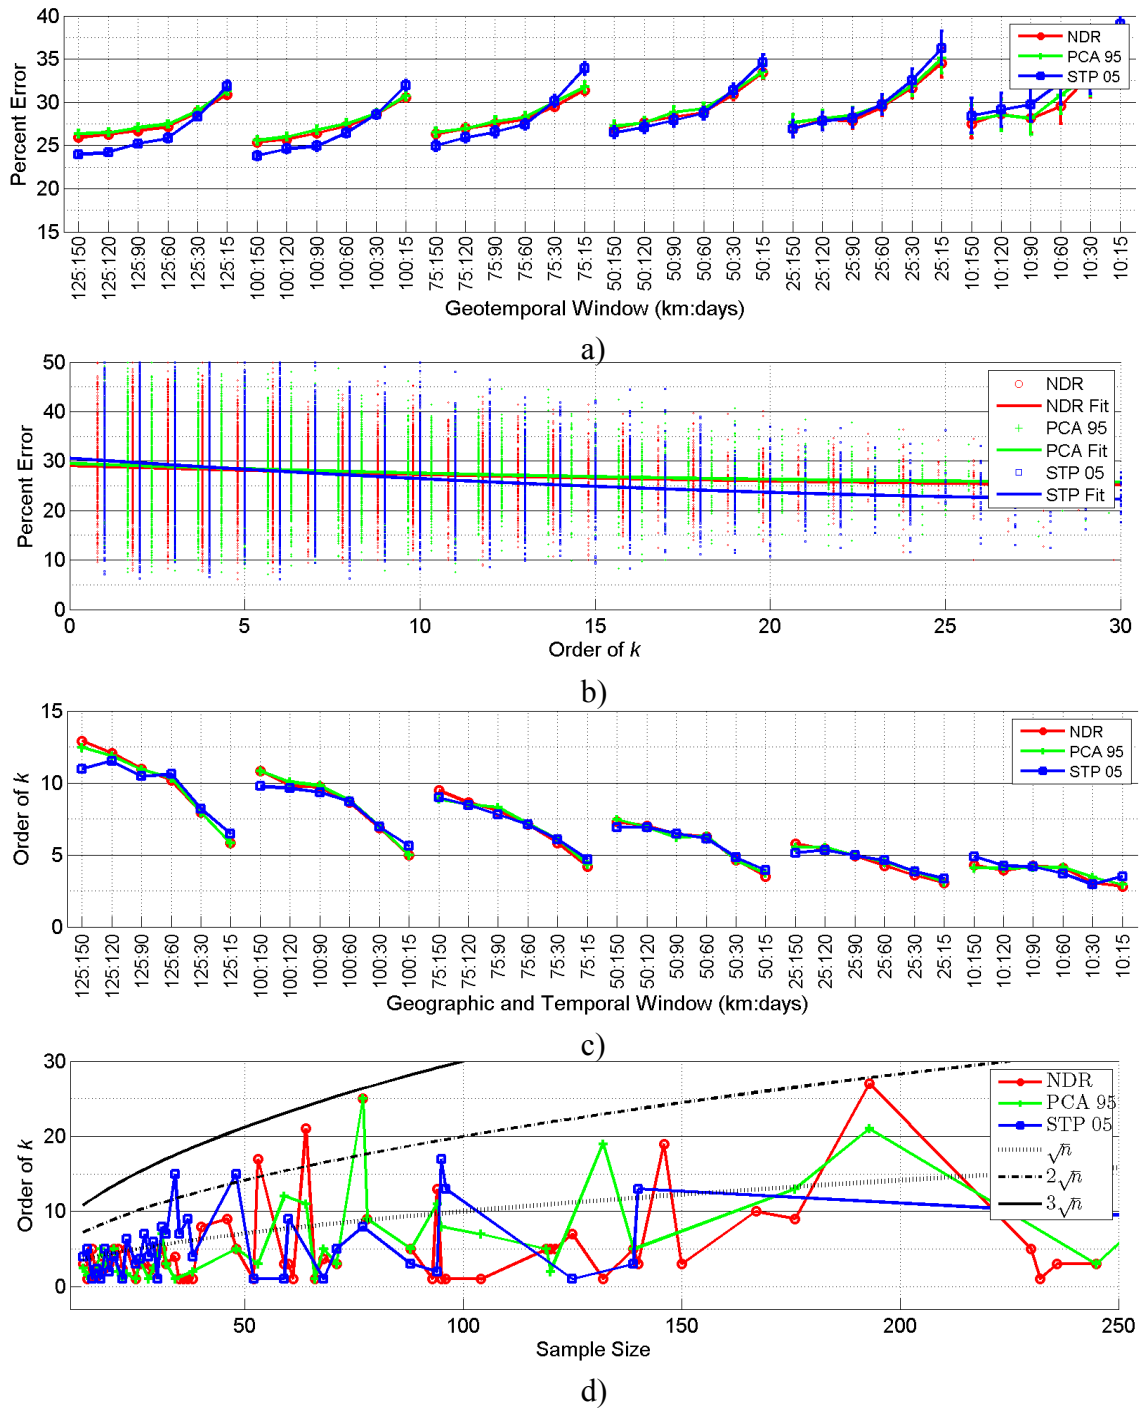 40
35
30
25
20
15
Percent Error
NDR
PCA 95
STP 05
125:150
125:120
125:90
125:60
125:30
125:15
100:150
100:120
100:90
100:60
100:30
100:15
75:150
75:120
75:90
75:60
75:30
75:15
50:150
50:120
50:90
50:60
50:30
50:15
25:150
25:120
25:90
25:60
25:30
25:15
10:150
10:120
10:90
10:60
10:30
10:15
Geotemporal Window (km:days)
a)
50
40
30
20
10
0
Percent Error
NDR
NDR Fit
PCA 95
PCA Fit
STP 05
STP Fit
0 5 10 15 20 25 30
Order of k
b)
15
10
5
0
Order of k
NDR
PCA 95
STP 05
125:150
125:120
125:90
125:60
125:30
125:15
100:150
100:120
100:90
100:60
100:30
100:15
75:150
75:120
75:90
75:60
75:30
75:15
50:150
50:120
50:90
50:60
50:30
50:15
25:150
25:120
25:90
25:60
25:30
25:15
10:150
10:120
10:90
10:60
10:30
10:15
Geographic and Temporal Window (km:days)
c)
30
20
10
0
Order of k
NDR
PCA 95
STP 05
√n
2√n
3√n
50 100 150 200 250
Sample Size
d)